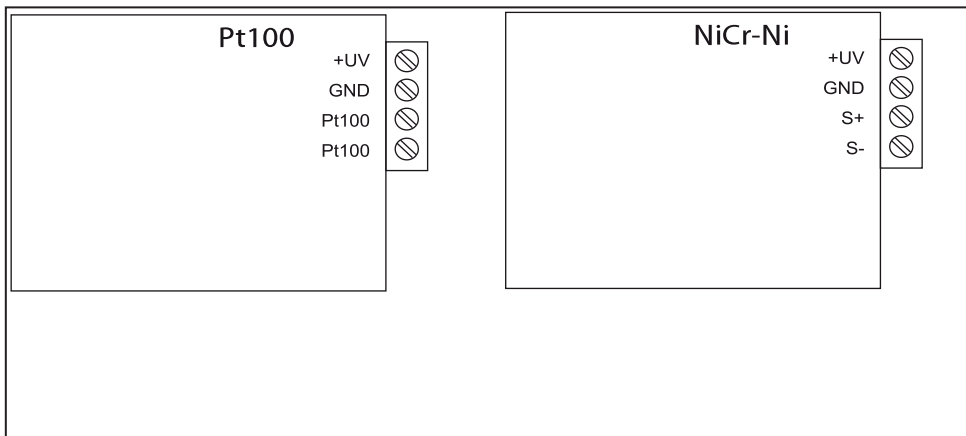 Pt100
+UV
GND
Pt100
Pt100
NiCr-Ni
+UV
GND
S+
S-